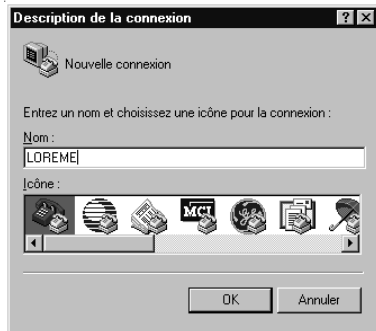 Description de la connexion
Nouvelle connexion
Entrez un nom et choisissez une icône pour la connexion :
Nom :
LOREME
Icône :
MCI
OK Annuler